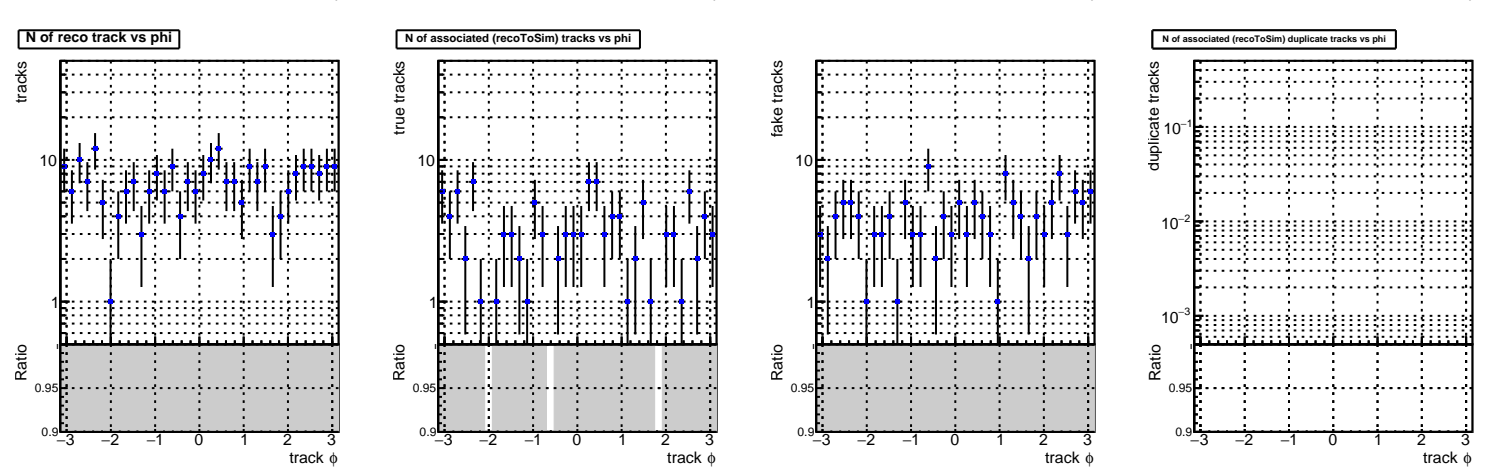 N of reco track vs phi
tracks
10
1
Ratio
0.95
0.9
−3 −2 −1 0 1 2 3
track ϕ
N of associated (recoToSim) tracks vs phi
true tracks
10
1
Ratio
0.95
0.9
−3 −2 −1 0 1 2 3
track ϕ
fake tracks
10
1
Ratio
0.95
0.9
−3 −2 −1 0 1 2 3
track ϕ
N of associated (recoToSim) duplicate tracks vs phi
duplicate tracks
10⁻¹
10⁻²
10⁻³
Ratio
0.95
0.9
−3 −2 −1 0 1 2 3
track ϕ